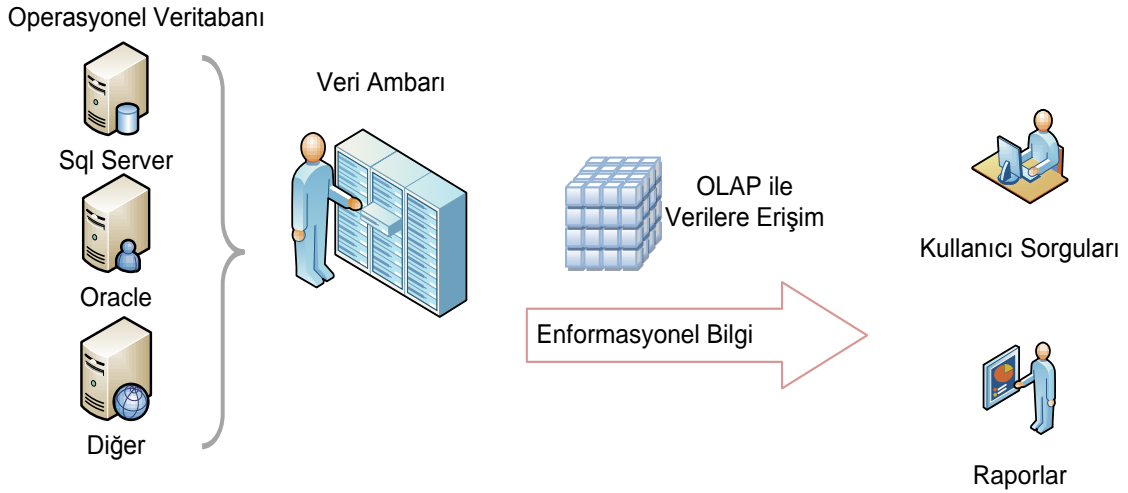 Operasyonel Veritabanı
Sql Server
Oracle
Diğer
Veri Ambarı
OLAP ile
Verilere Erişim
Enformasyonel Bilgi
Kullanıcı Sorguları
Raporlar